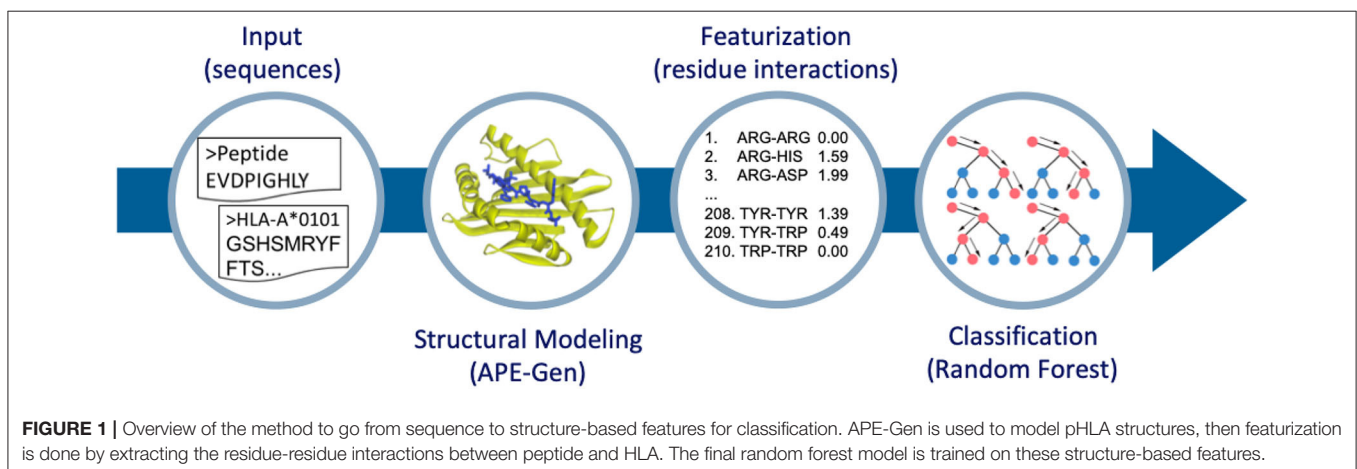 Input
(sequences)
>Peptide
EVDPIGHLY
>HLA-A*0101
GSHSMRYF
FTS...
Structural Modeling
(APE-Gen)
Featurization
(residue interactions)
1. ARG-ARG 0.00
2. ARG-HIS 1.59
3. ARG-ASP 1.99
...
208. TYR-TYR 1.39
209. TYR-TRP 0.49
210. TRP-TRP 0.00
Classification
(Random Forest)
FIGURE 1 | Overview of the method to go from sequence to structure-based features for classification. APE-Gen is used to model pHLA structures, then featurization
is done by extracting the residue-residue interactions between peptide and HLA. The final random forest model is trained on these structure-based features.